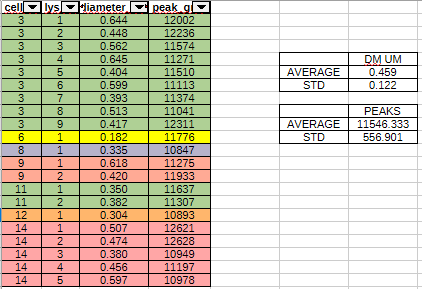 cell lys diameter peak_g
3 1 0.644 12002
3 2 0.448 12236
3 3 0.562 11574
3 4 0.645 11271 DM UM
3 5 0.404 11510 AVERAGE 0.459
3 6 0.599 11113 STD 0.122
3 7 0.393 11374
3 8 0.513 11041 PEAKS
3 9 0.417 12311 AVERAGE 11546.333
6 1 0.182 11776 STD 556.901
8 1 0.335 10847
9 1 0.618 11275
9 2 0.420 11933
11 1 0.350 11637
11 2 0.382 11307
12 1 0.304 10893
14 1 0.507 12621
14 2 0.474 12628
14 3 0.380 10949
14 4 0.456 11197
14 5 0.597 10978